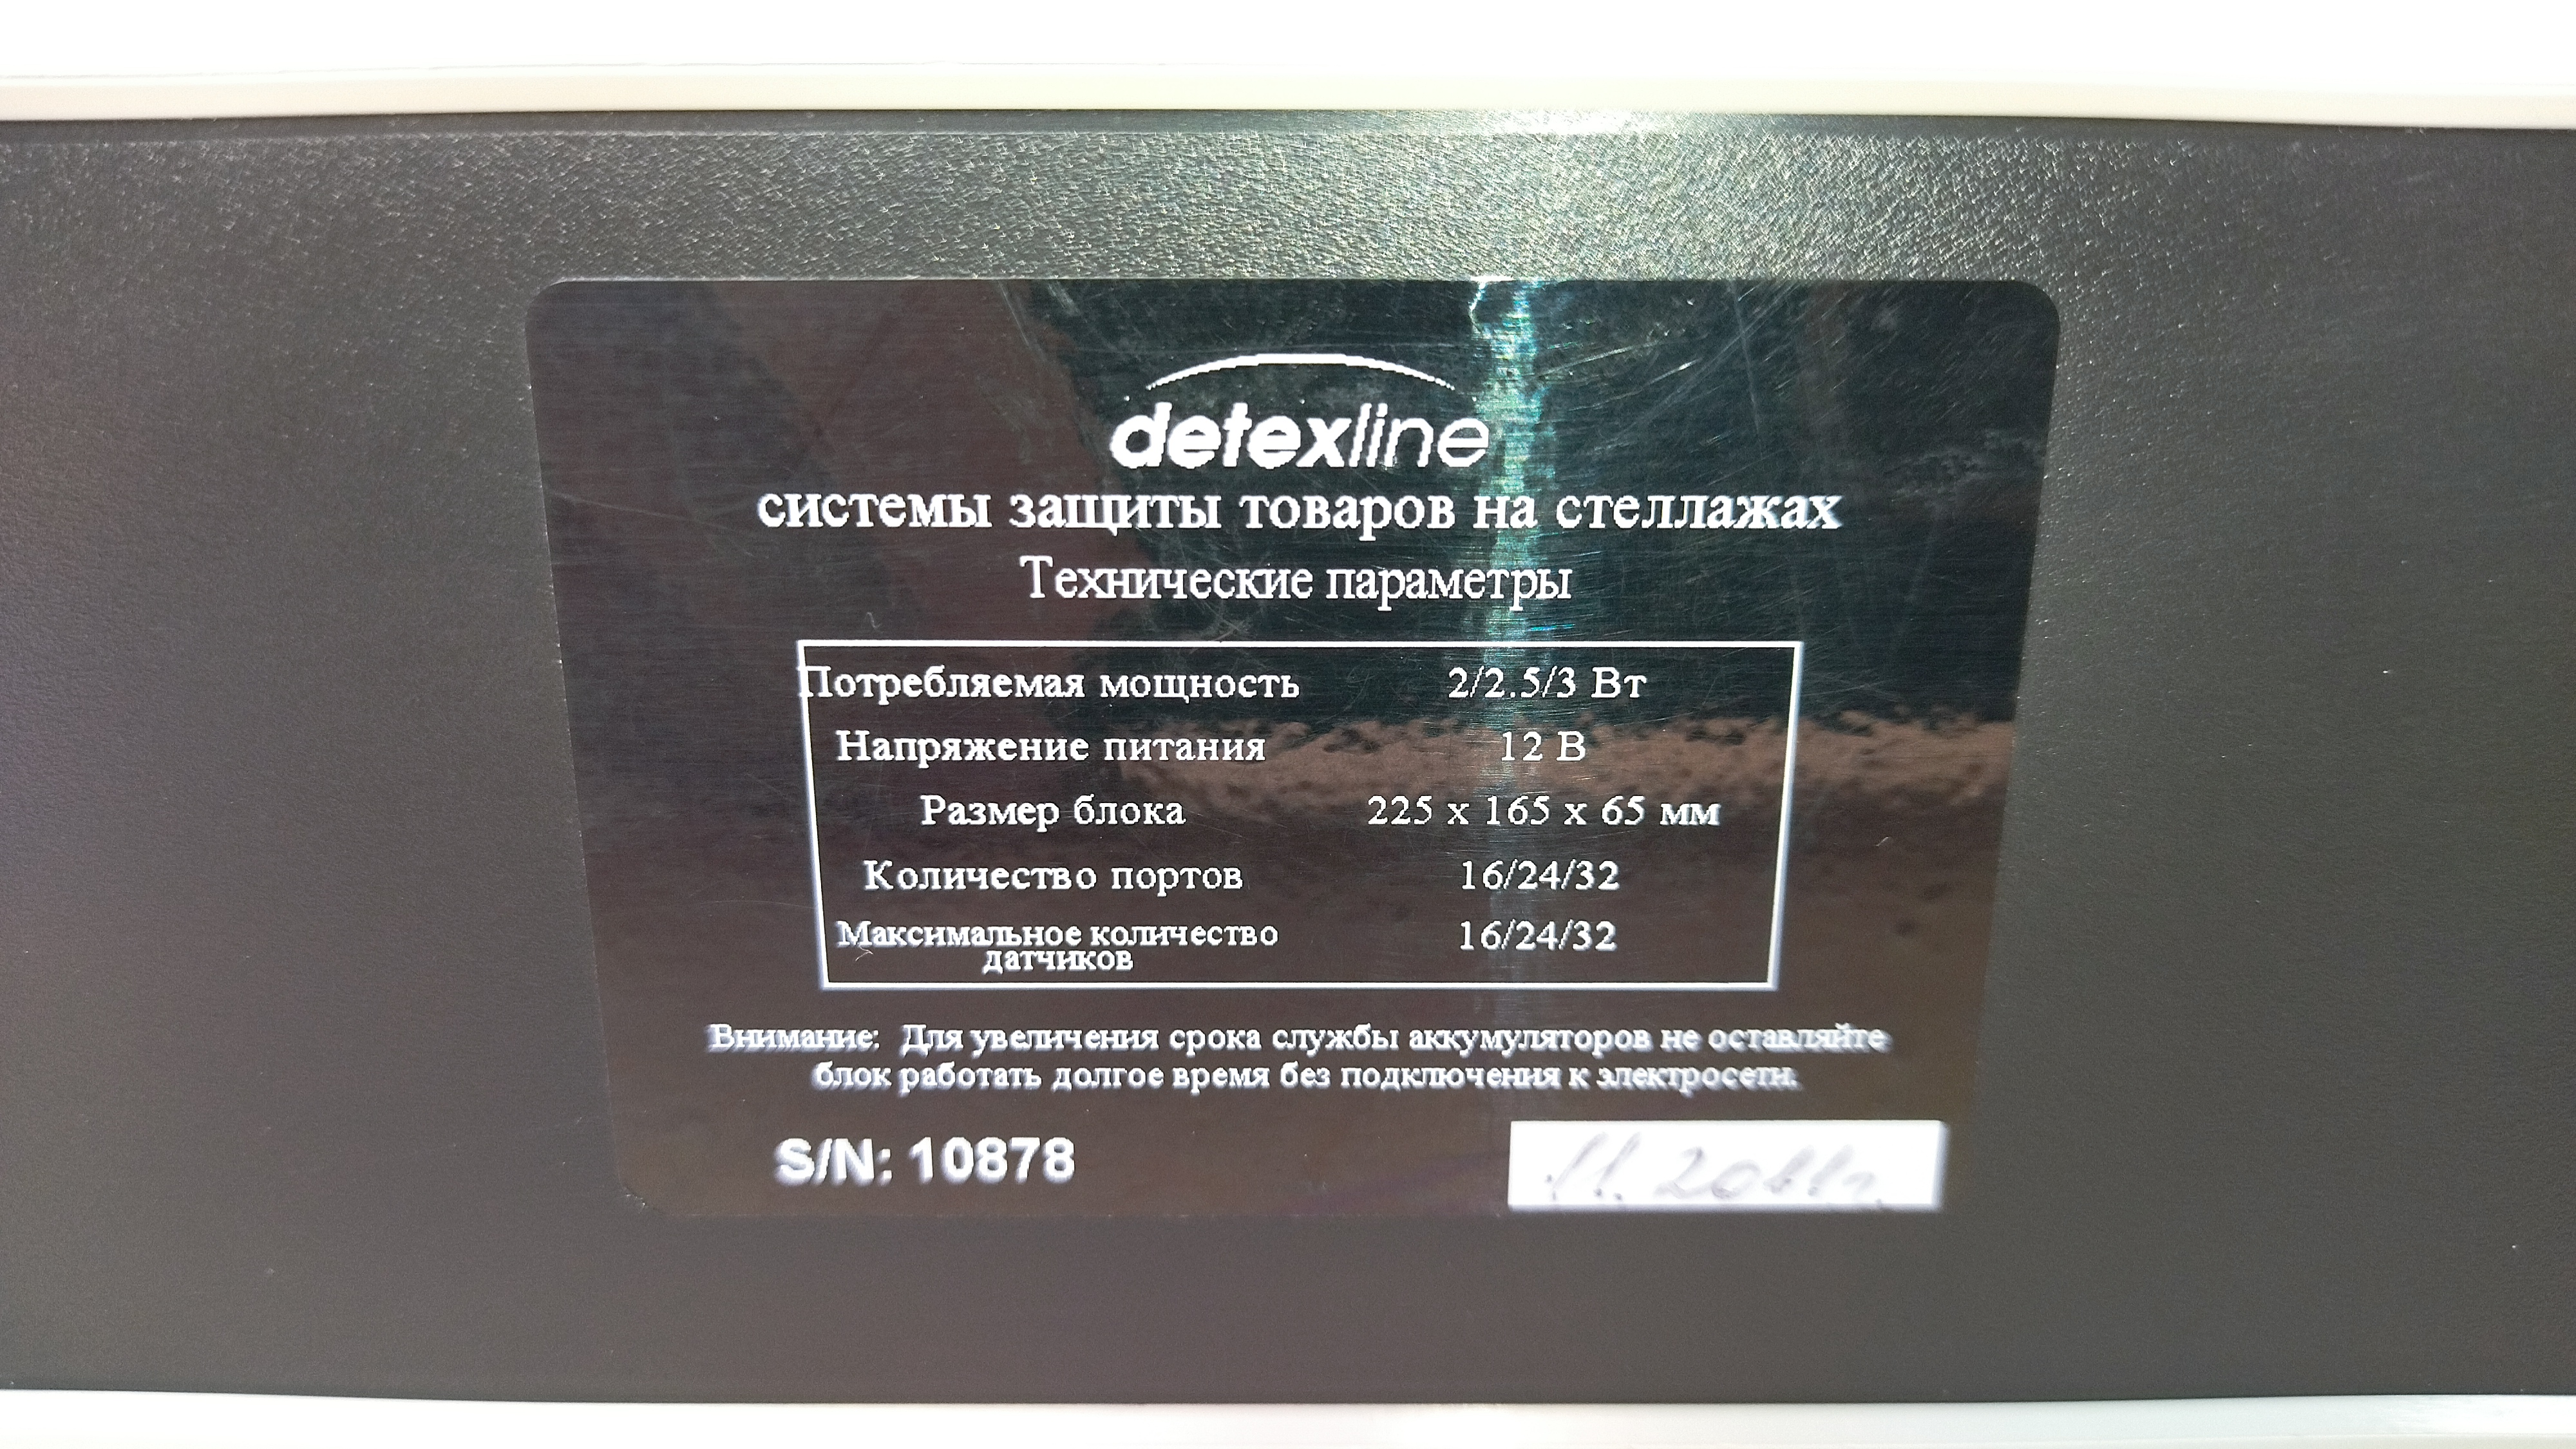 detexline
системы защиты товаров на стеллажах
Технические параметры
Потребляемая мощность 2/2.5/3 Вт
Напряжение питания 12 В
Размер блока 225 x 165 x 65 мм
Количество портов 16/24/32
Максимальное количество 16/24/32
датчиков
Внимание: Для увеличения срока службы аккумуляторов не оставляйте
блок работать долгое время без подключения к электросети.
S/N: 10878
11. 2011г.